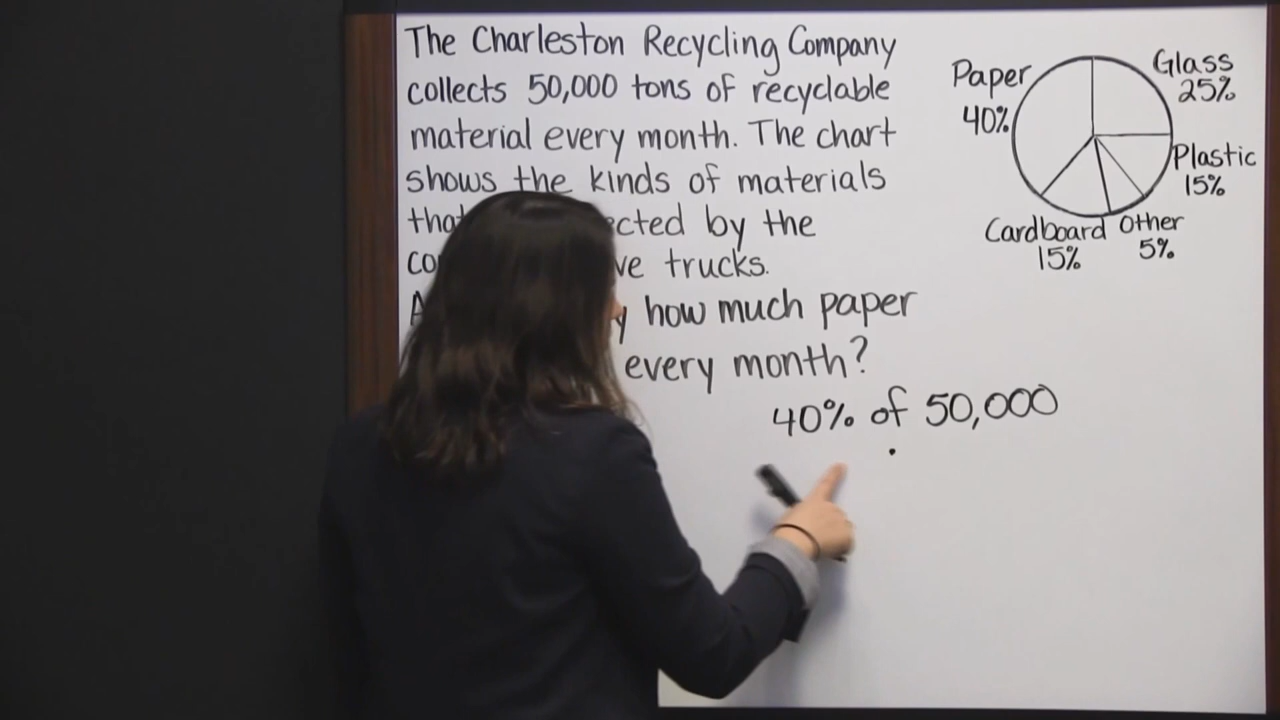 The Charleston Recycling Company
collects 50,000 tons of recyclable
material every month. The chart
shows the kinds of materials
by the
trucks.
how much paper
every month?
40% of 50,000
Paper
40%
Glass
25%
Plastic
15%
Other
5%
Cardboard
15%